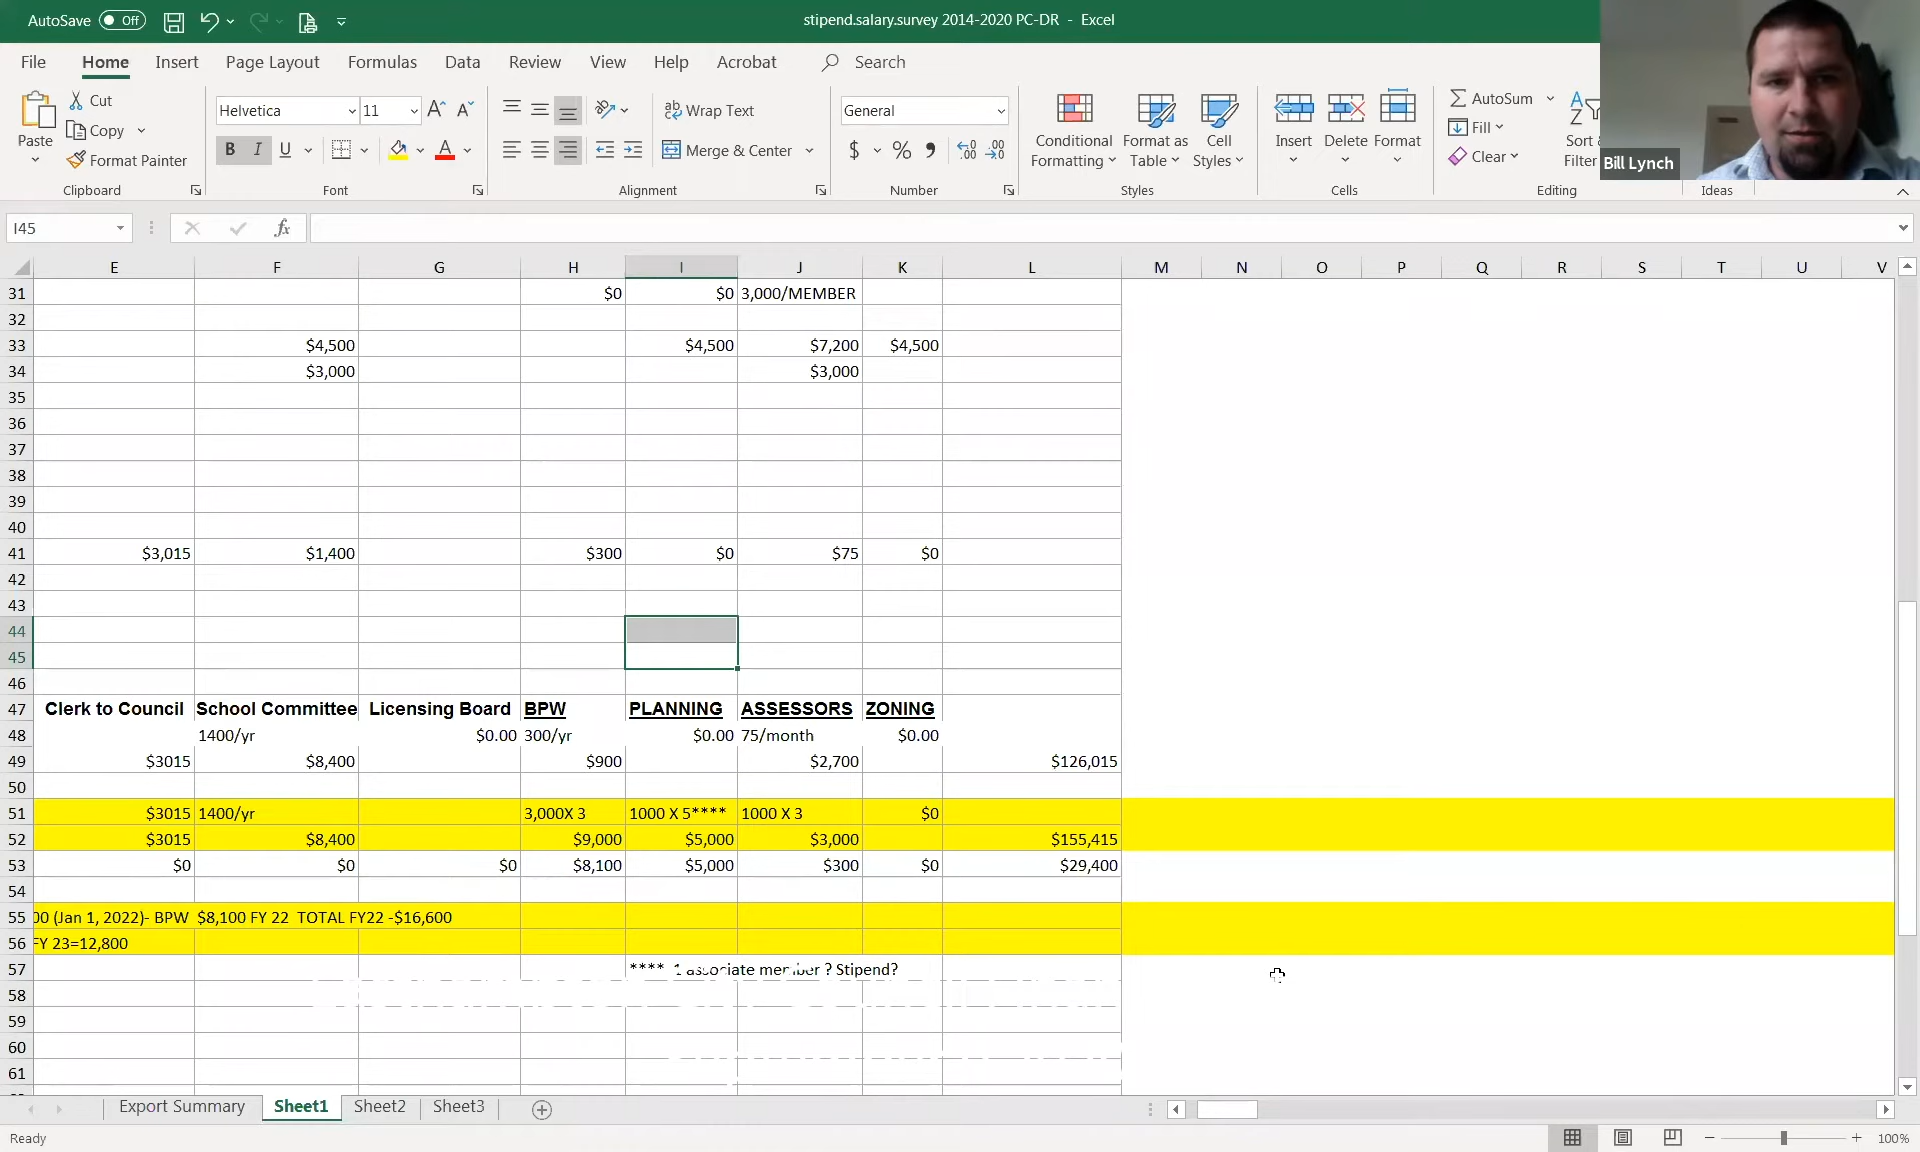 AutoSave Off
stipend.salary.survey 2014-2020 PC-DR - Excel
File Home Insert Page Layout Formulas Data Review View Help Acrobat Search
Paste
Cut
Copy
Format Painter
Clipboard
Helvetica 11
B I U A
Font
Wrap Text
Merge & Center
Alignment
General
$ % ,
Number
Conditional
Formatting
Format as
Table
Cell
Styles
Styles
Insert
Delete
Format
Cells
AutoSum
Fill
Clear
Sort
Filter
Editing
Ideas
Bill Lynch
I45
fx
E F G H I J K L M N O P Q R S T U V
31 $0 $0 3,000/MEMBER
32
33 $4,500 $4,500 $7,200 $4,500
34 $3,000 $3,000
35
36
37
38
39
40
41 $3,015 $1,400 $300 $0 $75 $0
42
43
44
45
46
47 Clerk to Council School Committee Licensing Board BPW PLANNING ASSESSORS ZONING
48 1400/yr $0.00 300/yr $0.00 75/month $0.00
49 $3015 $8,400 $900 $2,700 $126,015
50
51 $3015 1400/yr 3,000X 3 1000 X 5**** 1000 X 3 $0
52 $3015 $8,400 $9,000 $5,000 $3,000 $155,415
53 $0 $0 $0 $8,100 $5,000 $300 $0 $29,400
54
55 00 (Jan 1, 2022)- BPW $8,100 FY 22 TOTAL FY22 -$16,600
56 FY 23=12,800
57 **** 1 associate member ? Stipend?
58
59
60
61
Export Summary Sheet1 Sheet2 Sheet3
Ready
100%